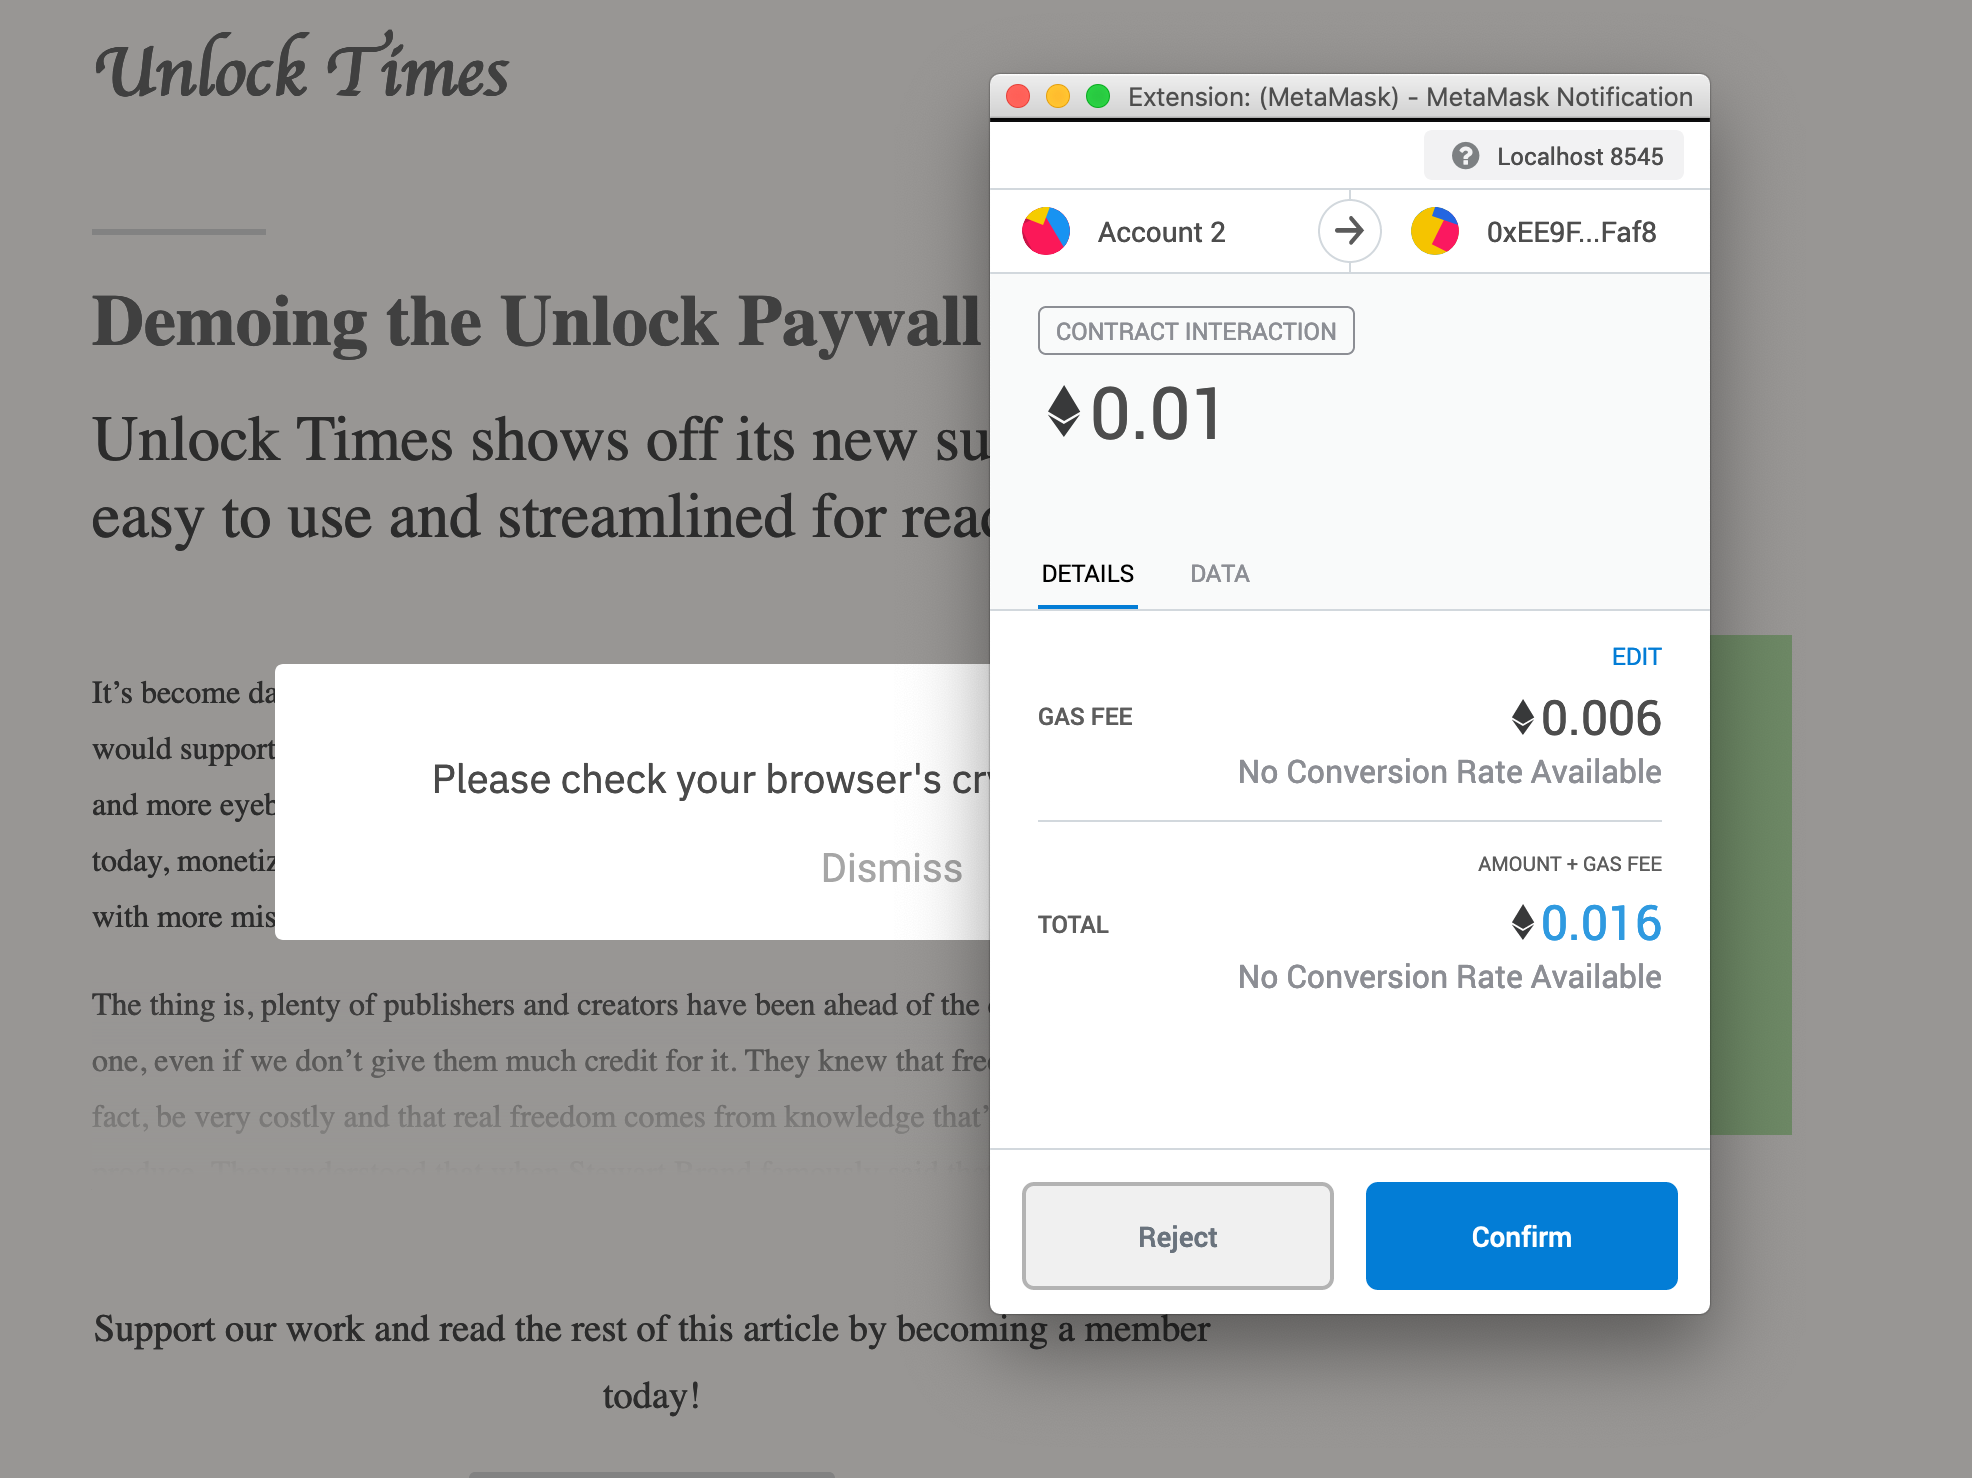 Unlock Times
Demoing the Unlock Paywall
Unlock Times shows off its new su
easy to use and streamlined for read
It’s become da
would support
and more eyeb
today, monetiz
with more mis
Please check your browser's cry
Dismiss
The thing is, plenty of publishers and creators have been ahead of the
one, even if we don’t give them much credit for it. They knew that free
fact, be very costly and that real freedom comes from knowledge that’
Support our work and read the rest of this article by becoming a member
today!
Extension: (MetaMask) - MetaMask Notification
Localhost 8545
Account 2
0xEE9F...Faf8
CONTRACT INTERACTION
0.01
DETAILS DATA
EDIT
GAS FEE 0.006
No Conversion Rate Available
AMOUNT + GAS FEE
TOTAL 0.016
No Conversion Rate Available
Reject Confirm